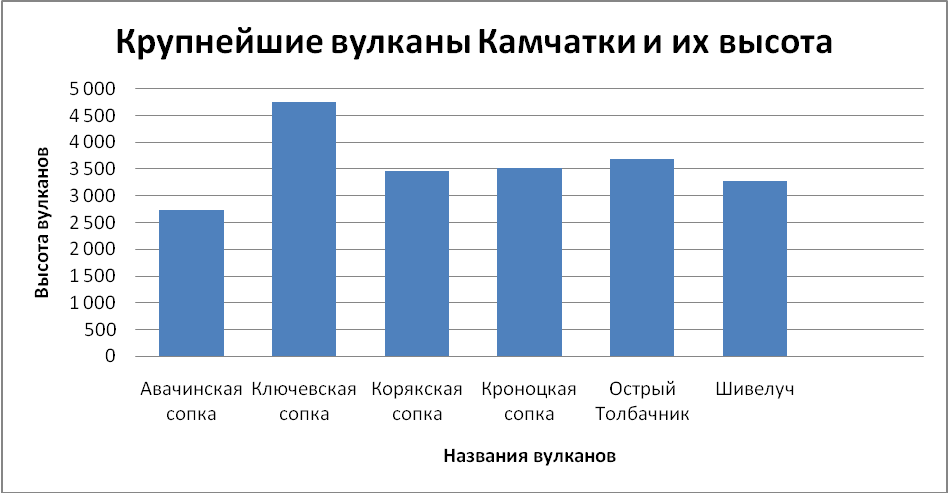 Крупнейшие вулканы Камчатки и их высота
Высота вулканов
5 000
4 500
4 000
3 500
3 000
2 500
2 000
1 500
1 000
500
0
Авачинская
сопка
Ключевская
сопка
Корякская
сопка
Кроноцкая
сопка
Острый
Толбачник
Шивелуч
Названия вулканов